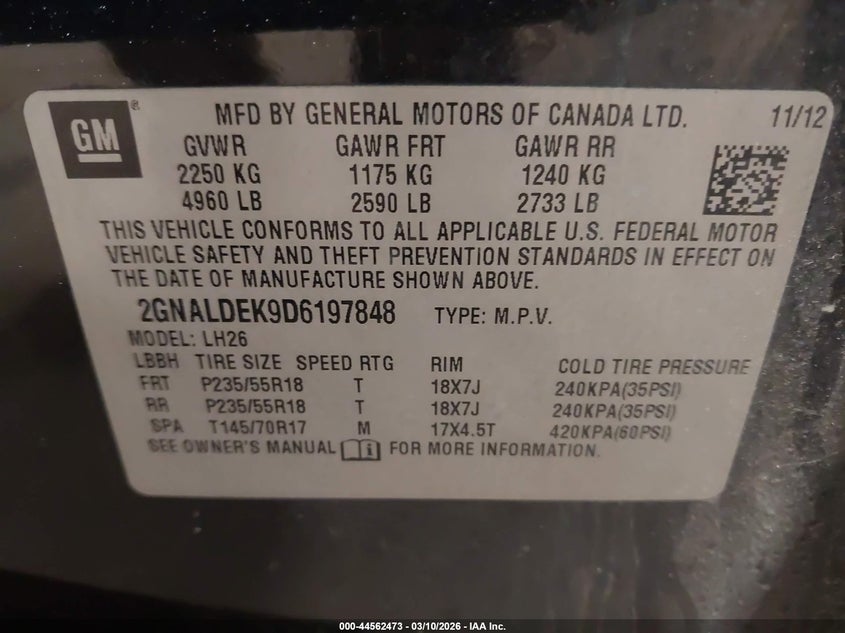 GM ® MFD BY GENERAL MOTORS OF CANADA LTD. 11/12
GVWR GAWR FRT GAWR RR
2250 KG 1175 KG 1240 KG
4960 LB 2590 LB 2733 LB
THIS VEHICLE CONFORMS TO ALL APPLICABLE U.S. FEDERAL MOTOR
VEHICLE SAFETY AND THEFT PREVENTION STANDARDS IN EFFECT ON
THE DATE OF MANUFACTURE SHOWN ABOVE.
2GNALDEK9D6197848 TYPE: M.P.V.
MODEL: LH26
LBBH TIRE SIZE SPEED RTG RIM COLD TIRE PRESSURE
FRT P235/55R18 T 18X7J 240KPA(35PSI)
RR P235/55R18 T 18X7J 240KPA(35PSI)
SPA T145/70R17 M 17X4.5T 420KPA(60PSI)
SEE OWNER'S MANUAL i FOR MORE INFORMATION.
000-44562473 — 03/10/2026 — IAA Inc.